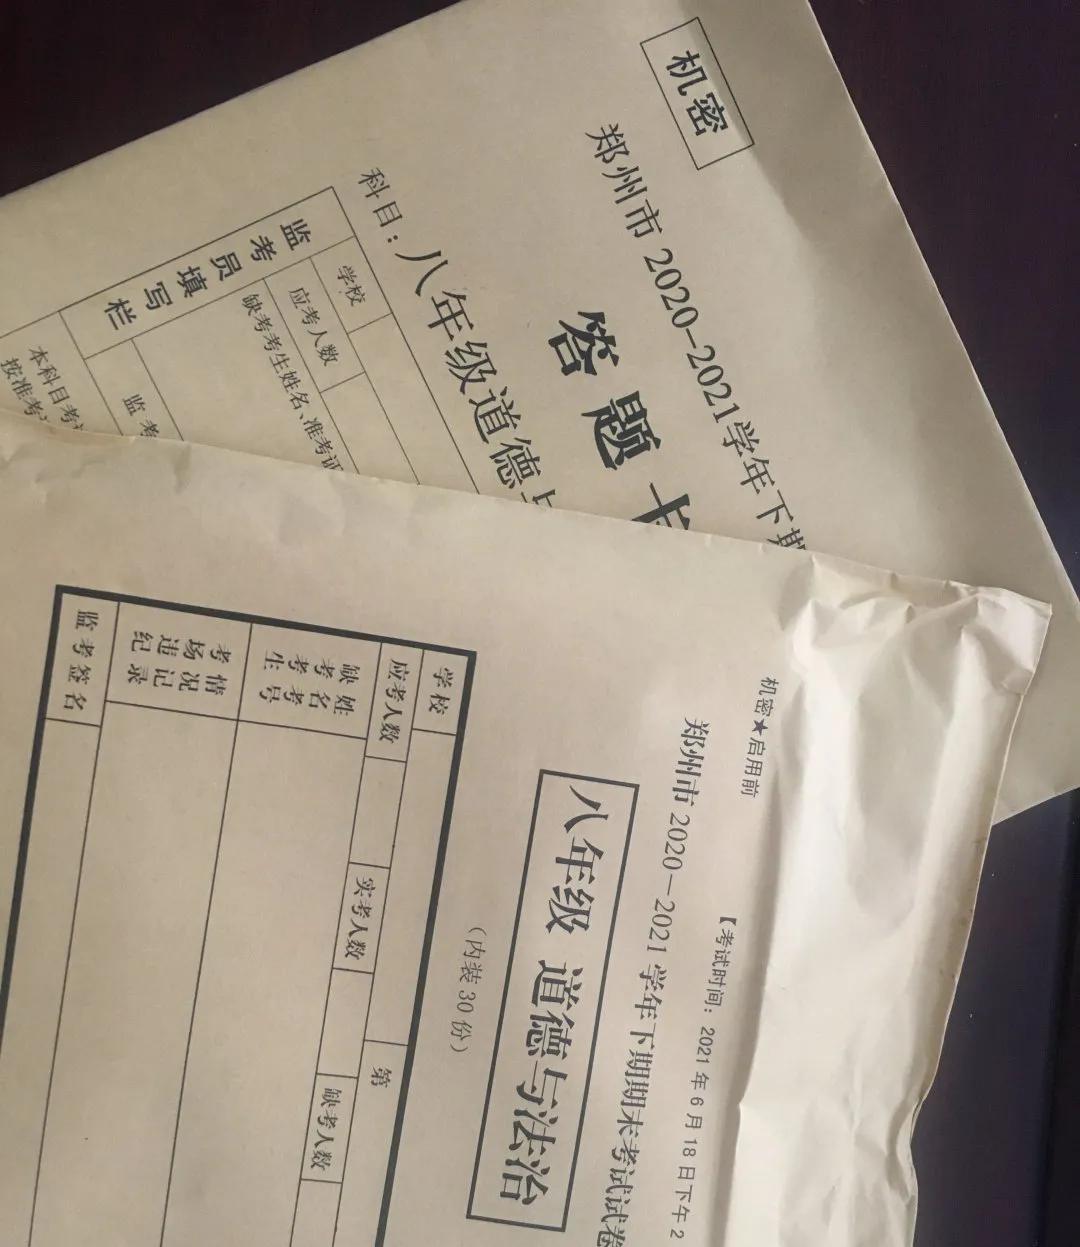 机密
郑州市 2020-2021学年下期
答题卡
科目：八年级道德与
监考员填写栏
学校
应考人数
缺考考生姓名、准考证
监考
本科目考
按准考
机密★启用前
【考试时间：2021年6月18日下午2
郑州市 2020-2021 学年下期期末考试试卷
八年级 道德与法治
（内装 30 份）
学校
第
应考人数
实考人数
缺考人数
缺考考生
姓名考号
考场违纪
情况记录
监考签名